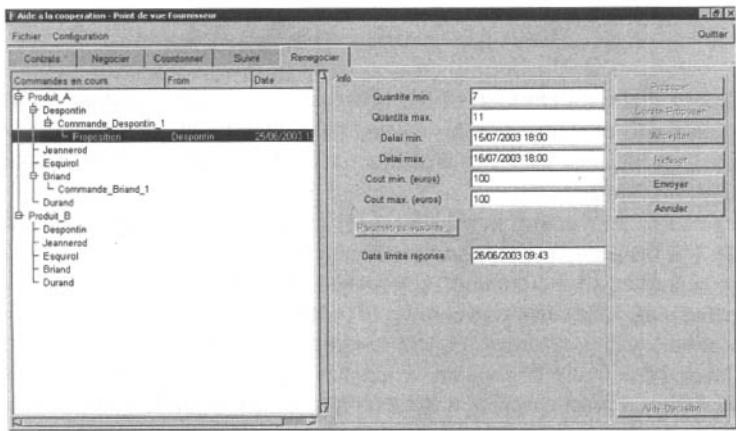 Aide a la cooperation - Point de vue Fournisseur
Fichier Configuration Quitter
Contrats Negocier Coordonner Suivre Renegocier
Commandes en cours From Date
Produit_A
Despontin
Commande_Despontin_1
Proposition Despontin 25/06/2003 1
Jeannerod
Esquirol
Briand
Commande_Briand_1
Durand
Produit_B
Despontin
Jeannerod
Esquirol
Briand
Durand
Info
Quantite min. 7
Quantite max. 11
Delai min. 15/07/2003 18:00
Delai max. 16/07/2003 18:00
Cout min. (euros) 100
Cout max. (euros) 100
Date limite reponse 26/06/2003 09:43
Proposer
Contre-Proposer
Accepter
Refuser
Envoyer
Annuler
Aide Decision